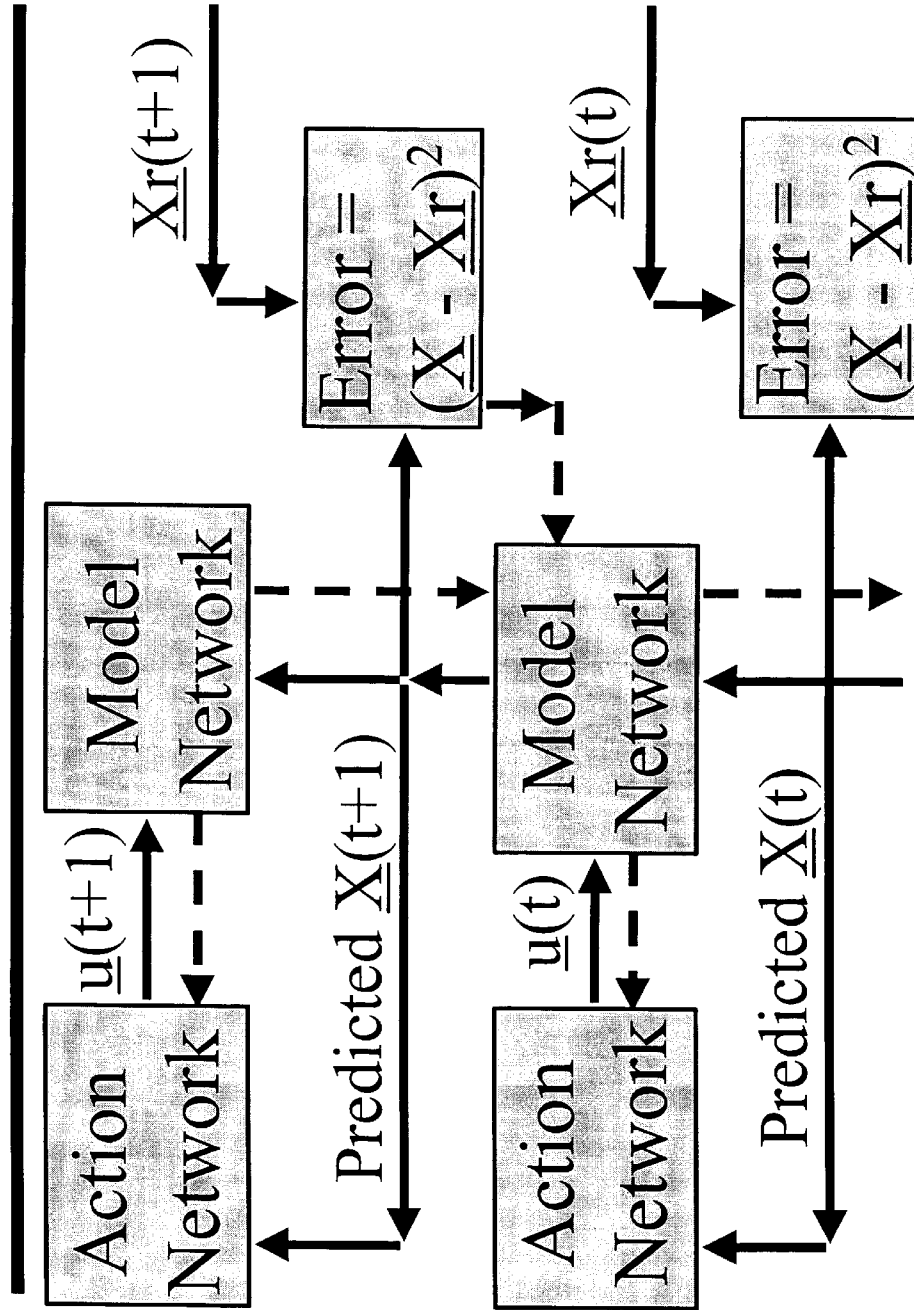 Action
Network
u(t+1)
Model
Network
Predicted X(t+1)
Xr(t+1)
Error =
(X - Xr)²
Action
Network
u(t)
Model
Network
Predicted X(t)
Xr(t)
Error =
(X - Xr)²